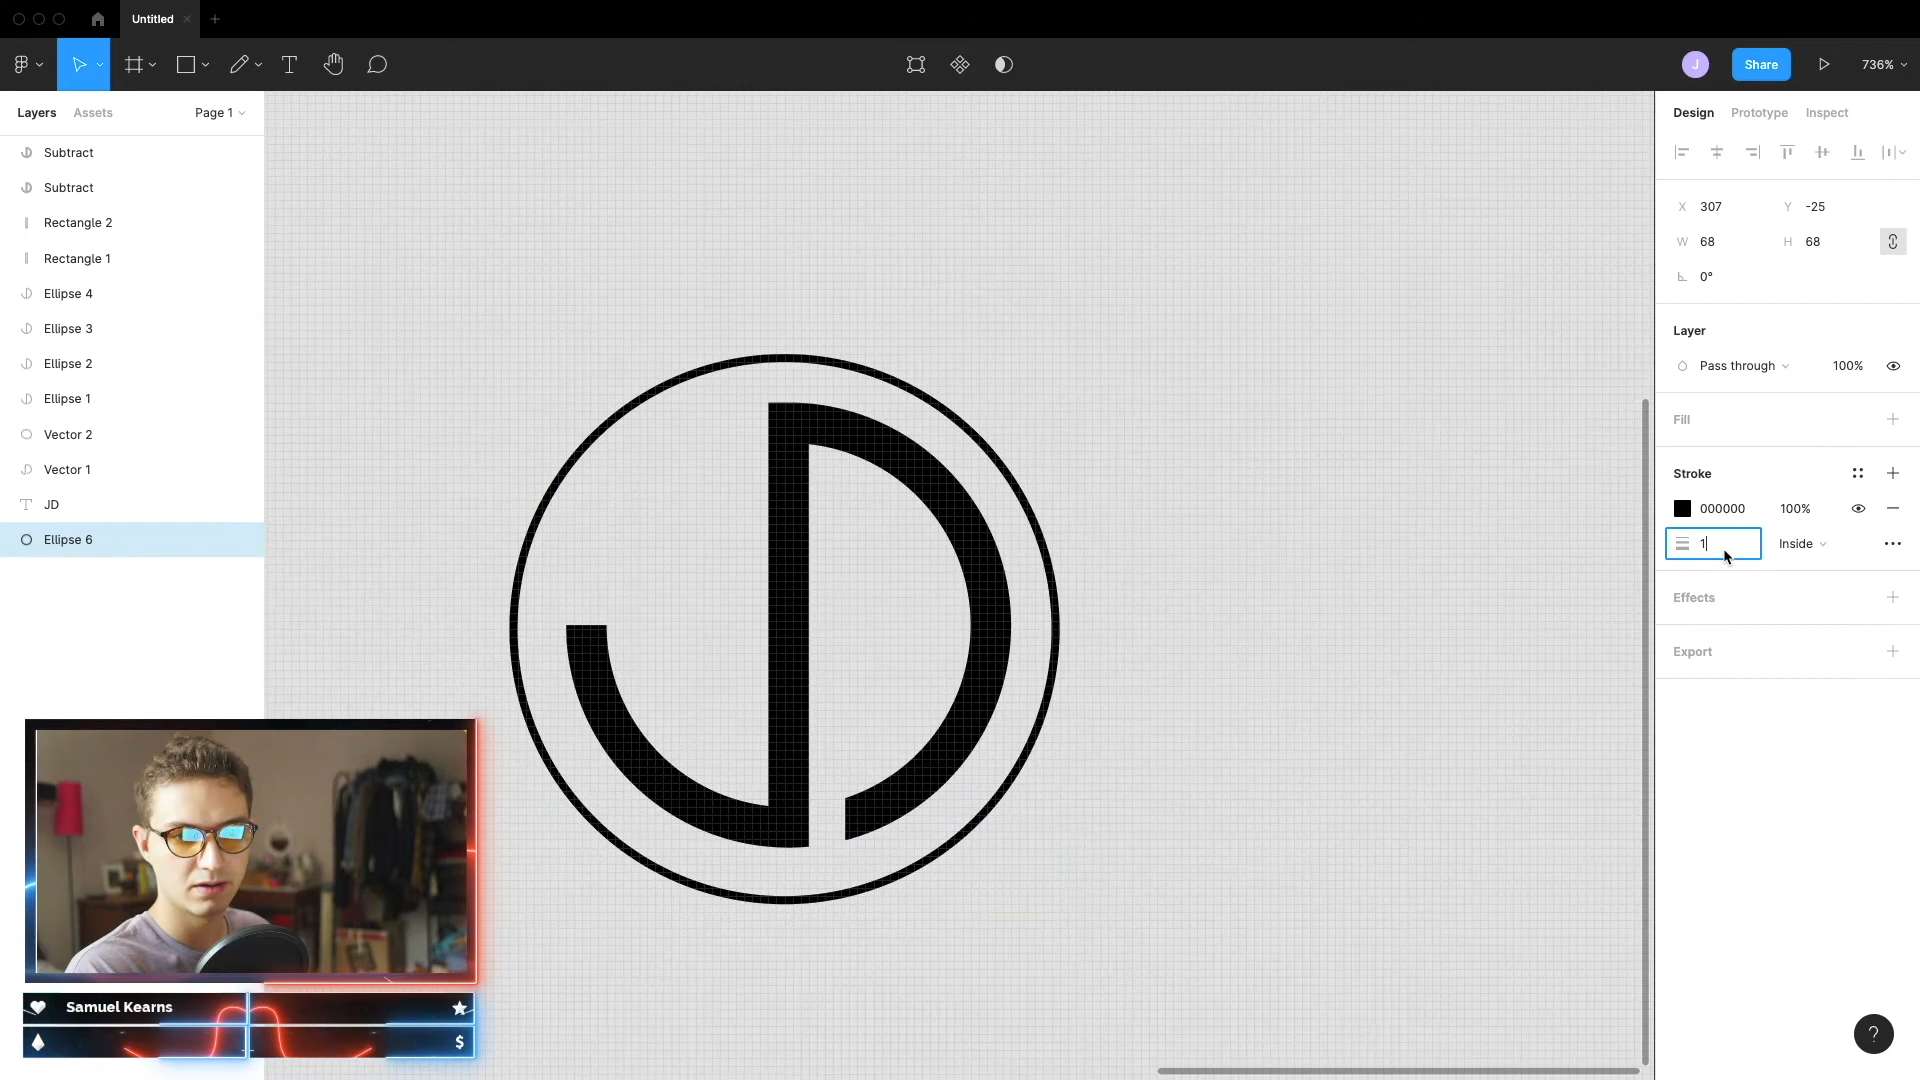 Untitled
Share
736%
Layers
Assets
Page 1
Design
Prototype
Inspect
Subtract
Subtract
Rectangle 2
Rectangle 1
Ellipse 4
Ellipse 3
Ellipse 2
Ellipse 1
Vector 2
Vector 1
JD
Ellipse 6
X 307
Y -25
W 68
H 68
0°
Layer
Pass through
100%
Fill
Stroke
000000
100%
1
Inside
Effects
Export
J
JD
Samuel Kearns
$
?